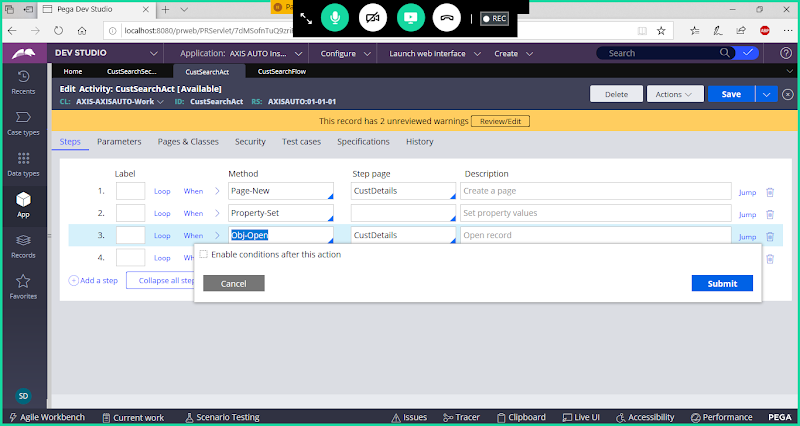 Pega Dev Studio
Pa
REC
localhost:8080/prweb/PRServlet/7dMSofnTuQ9zri
ABP
DEV STUDIO
Application: AXIS AUTO Ins...
Configure
Launch web interface
Create
Search
Home
CustSearchSec...
CustSearchAct
CustSearchFlow
Recents
Case types
Data types
App
Records
Favorites
SD
Edit Activity: CustSearchAct [Available]
CL: AXIS-AXISAUTO-Work ID: CustSearchAct RS: AXISAUTO:01-01-01
Delete
Actions
Save
This record has 2 unreviewed warnings Review/Edit
Steps Parameters Pages & Classes Security Test cases Specifications History
Label Method Step page Description
1. Loop When Page-New CustDetails Create a page Jump
2. Loop When Property-Set Set property values Jump
3. Loop When Obj-Open CustDetails Open record Jump
4. Loop When
Enable conditions after this action
Cancel Submit
Add a step Collapse all step
Agile Workbench Current work Scenario Testing Issues Tracer Clipboard Live UI Accessibility Performance PEGA